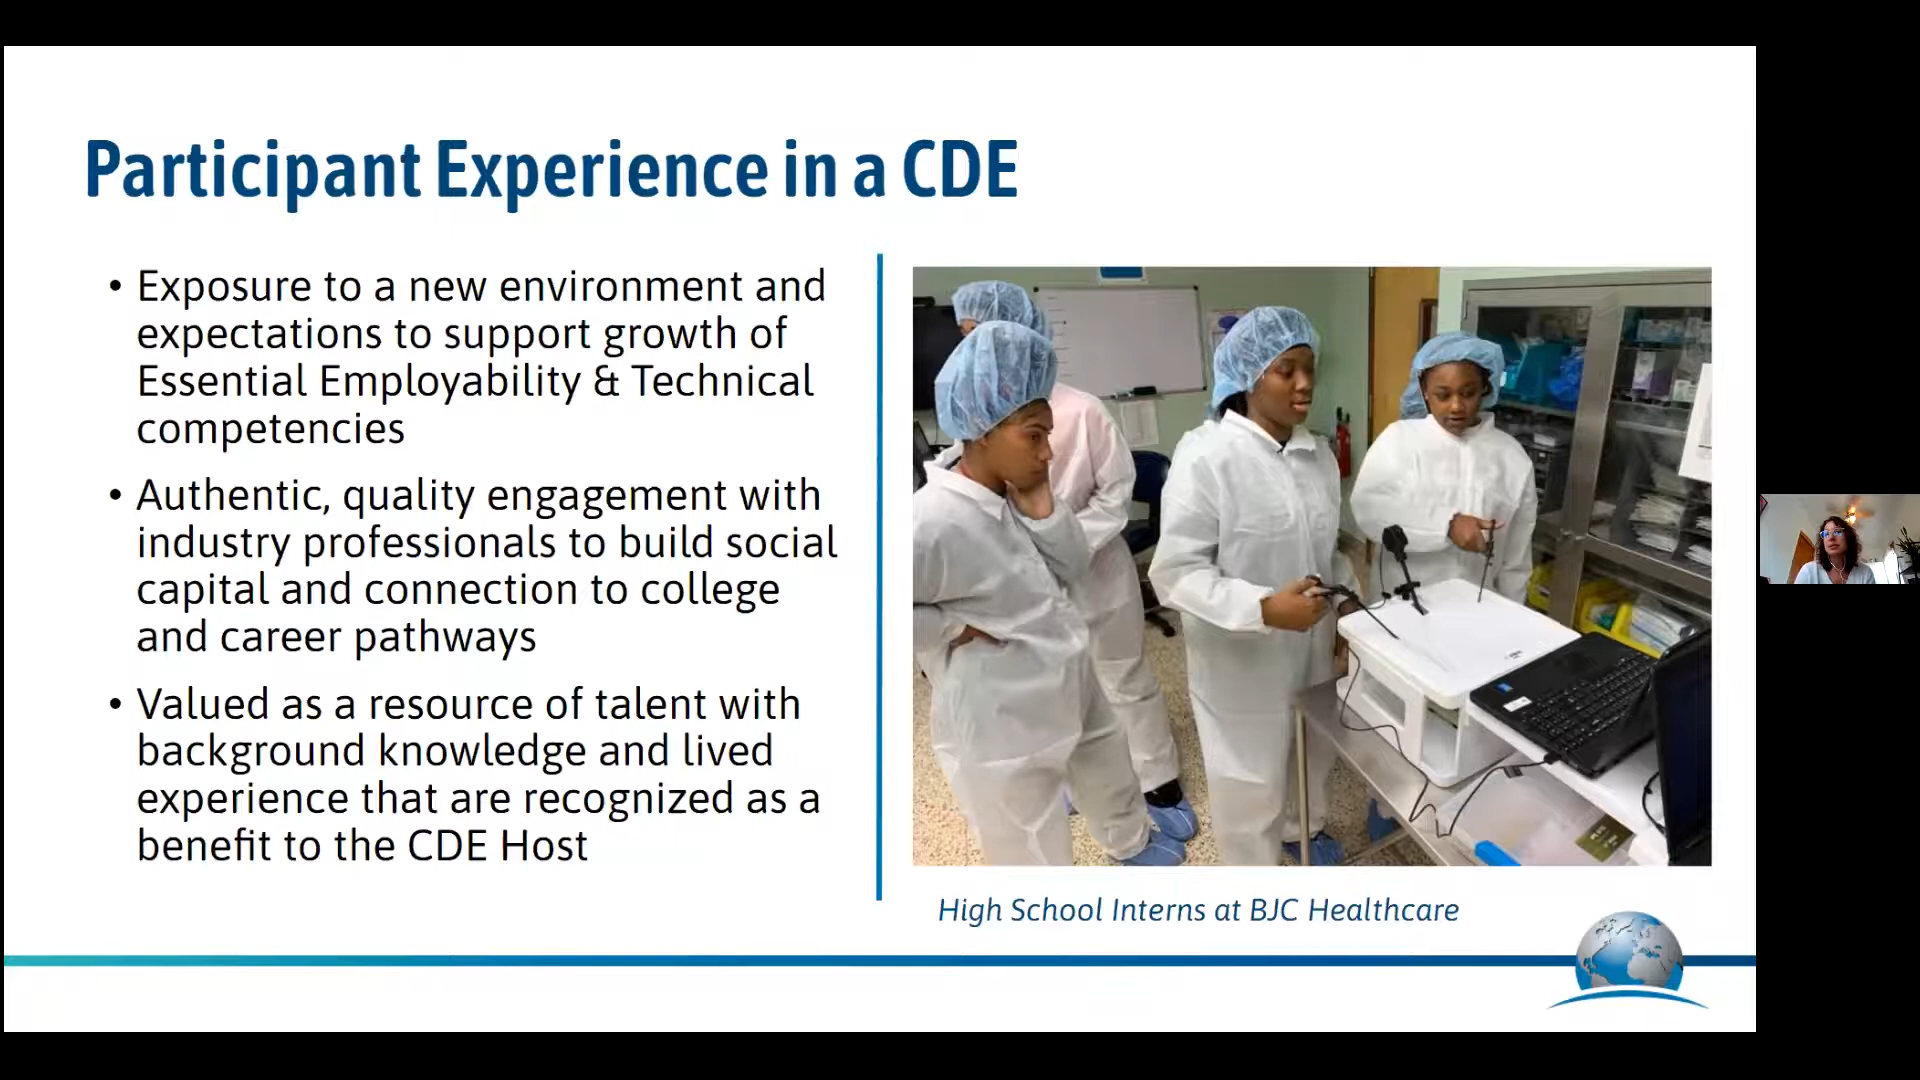 Participant Experience in a CDE
• Exposure to a new environment and
expectations to support growth of
Essential Employability & Technical
competencies
• Authentic, quality engagement with
industry professionals to build social
capital and connection to college
and career pathways
• Valued as a resource of talent with
background knowledge and lived
experience that are recognized as a
benefit to the CDE Host
High School Interns at BJC Healthcare